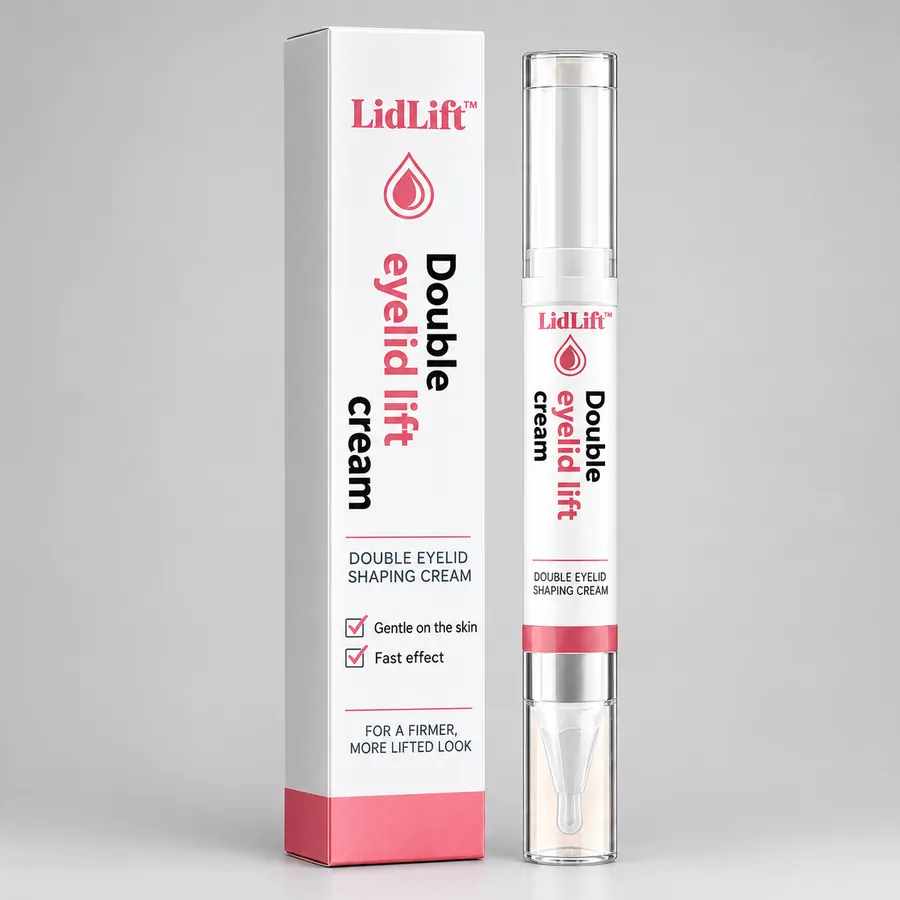 LidLift™
Double
eyelid lift
cream
DOUBLE EYELID
SHAPING CREAM
Gentle on the skin
Fast effect
FOR A FIRMER,
MORE LIFTED LOOK
LidLift™
Double
eyelid lift
cream
DOUBLE EYELID
SHAPING CREAM